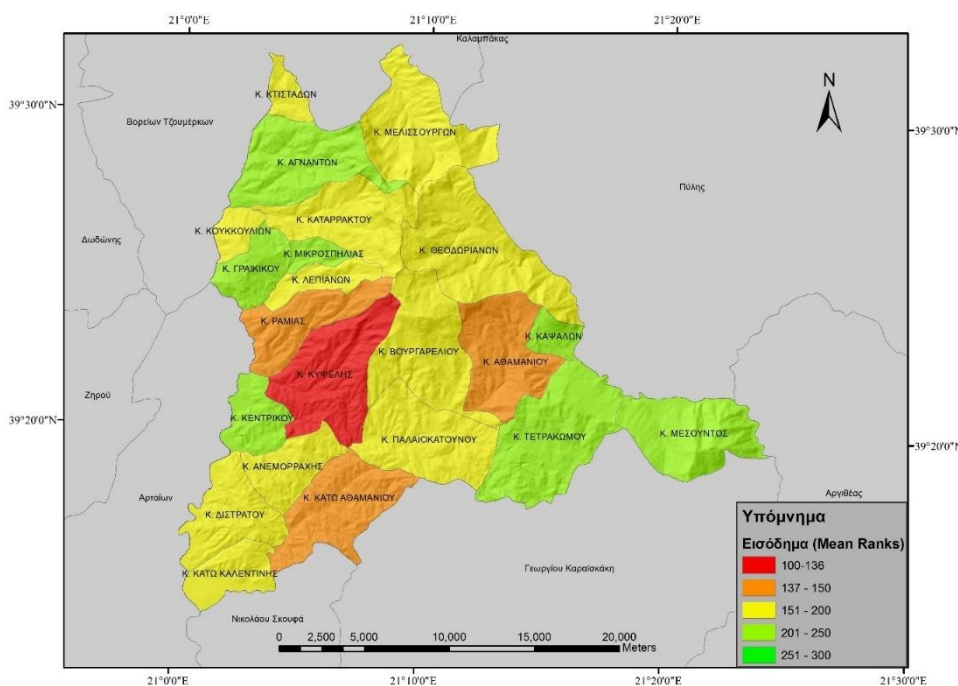 21°0'0"E
21°10'0"E
21°20'0"E
Καλαμπάκας
39°30'0"N
39°30'0"N
N
Κ. ΚΤΙΣΤΑΔΩΝ
Βορείων Τζουμέρκων
Κ. ΜΕΛΙΣΣΟΥΡΓΩΝ
Κ. ΑΓΝΑΝΤΩΝ
Πύλης
Κ. ΚΑΤΑΡΡΑΚΤΟΥ
Κ. ΚΟΥΚΚΟΥΛΙΩΝ
Δωδώνης
Κ. ΜΙΚΡΟΣΠΗΛΙΑΣ
Κ. ΘΕΟΔΩΡΙΑΝΩΝ
Κ. ΓΡΑΙΚΙΚΟΥ
Κ. ΛΕΠΙΑΝΩΝ
Κ. ΡΑΜΙΑΣ
Κ. ΚΑΨΑΛΩΝ
Κ. ΒΟΥΡΓΑΡΕΛΙΟΥ
Κ. ΑΘΑΜΑΝΙΟΥ
Κ. ΚΥΨΕΛΗΣ
Ζηρού
39°20'0"N
Κ. ΚΕΝΤΡΙΚΟΥ
Κ. ΜΕΣΟΥΝΤΟΣ
Κ. ΤΕΤΡΑΚΩΜΟΥ
Κ. ΠΑΛΑΙΟΚΑΤΟΥΝΟΥ
39°20'0"N
Κ. ΑΝΕΜΟΡΡΑΧΗΣ
Αρταίων
Κ. ΚΑΤΩ ΑΘΑΜΑΝΙΟΥ
Αργιθέας
Κ. ΔΙΣΤΡΑΤΟΥ
Κ. ΚΑΤΩ ΚΑΛΕΝΤΙΝΗΣ
Γεωργίου Καραϊσκάκη
Νικολάου Σκουφά
Υπόμνημα
Εισόδημα (Mean Ranks)
100-136
137 - 150
151 - 200
201 - 250
251 - 300
0 2,500 5,000 10,000 15,000 20,000
Meters
21°0'0"E
21°10'0"E
21°20'0"E
21°30'0"E